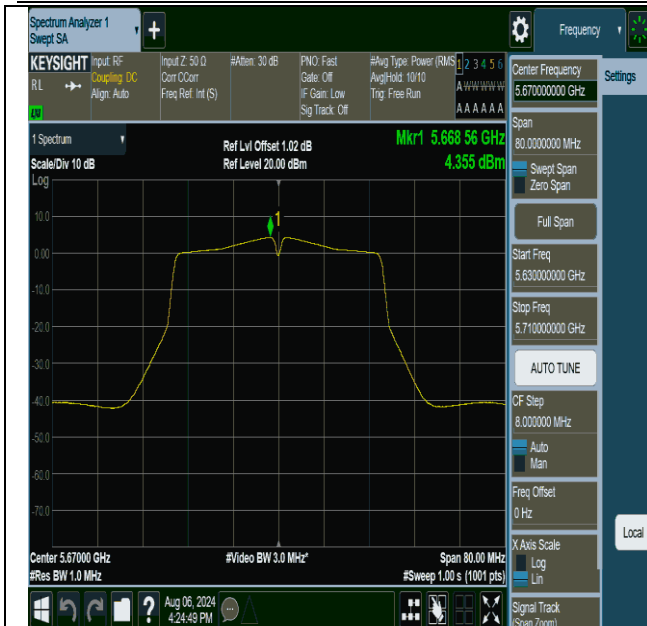 Spectrum Analyzer 1
Swept SA
+
Frequency
KEYSIGHT
RL
LXI
Input: RF
Coupling: DC
Align: Auto
Input Z: 50 Ω
Corr CCorr
Freq Ref: Int (S)
#Atten: 30 dB
PNO: Fast
Gate: Off
IF Gain: Low
Sig Track: Off
#Avg Type: Power (RMS
Avg|Hold: 10/10
Trig: Free Run
1 2 3 4 5 6
A W W W W W
A A A A A A
Center Frequency
5.670000000 GHz
Settings
Span
80.0000000 MHz
Swept Span
Zero Span
Full Span
Start Freq
5.630000000 GHz
Stop Freq
5.710000000 GHz
AUTO TUNE
CF Step
8.000000 MHz
Auto
Man
Freq Offset
0 Hz
X Axis Scale
Log
Lin
Local
Signal Track
(Span Zoom)
1 Spectrum
Scale/Div 10 dB
Log
Ref Lvl Offset 1.02 dB
Ref Level 20.00 dBm
Mkr1 5.668 56 GHz
4.355 dBm
1
10.0
0.00
-10.0
-20.0
-30.0
-40.0
-50.0
-60.0
-70.0
Center 5.67000 GHz
#Res BW 1.0 MHz
#Video BW 3.0 MHz*
Span 80.00 MHz
#Sweep 1.00 s (1001 pts)
?
Aug 06, 2024
4:24:49 PM